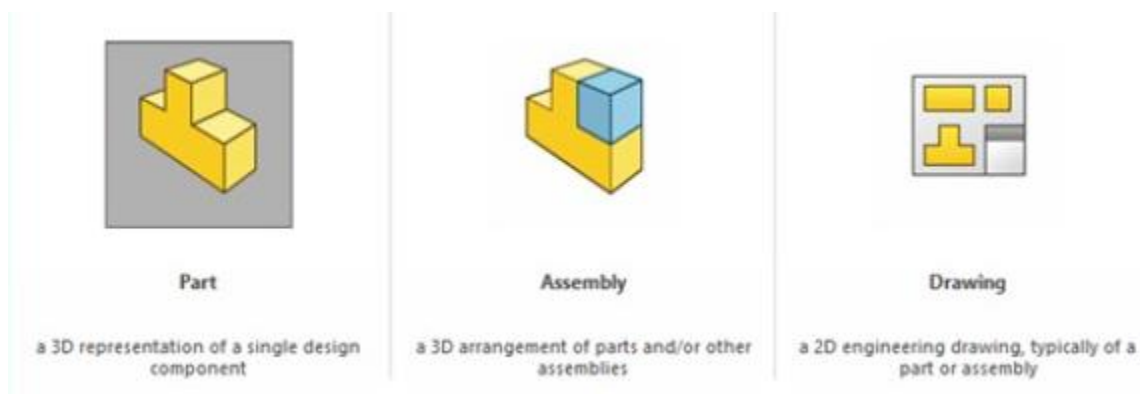 Part
a 3D representation of a single design
component
Assembly
a 3D arrangement of parts and/or other
assemblies
Drawing
a 2D engineering drawing, typically of a
part or assembly